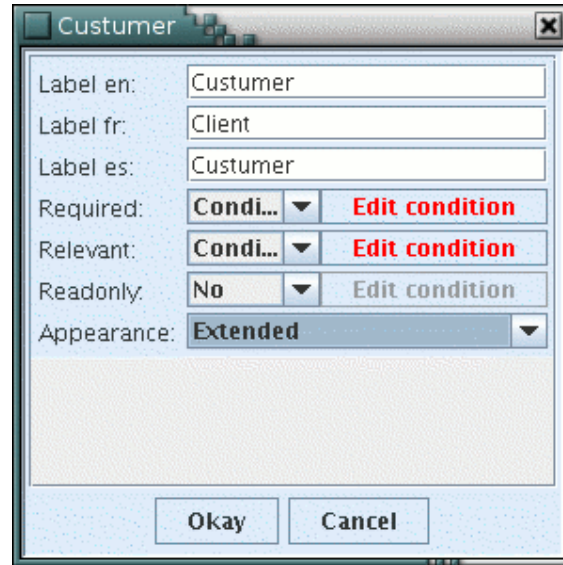 Custumer
Label en: Custumer
Label fr: Client
Label es: Custumer
Required: Condi... Edit condition
Relevant: Condi... Edit condition
Readonly: No Edit condition
Appearance: Extended
Okay Cancel